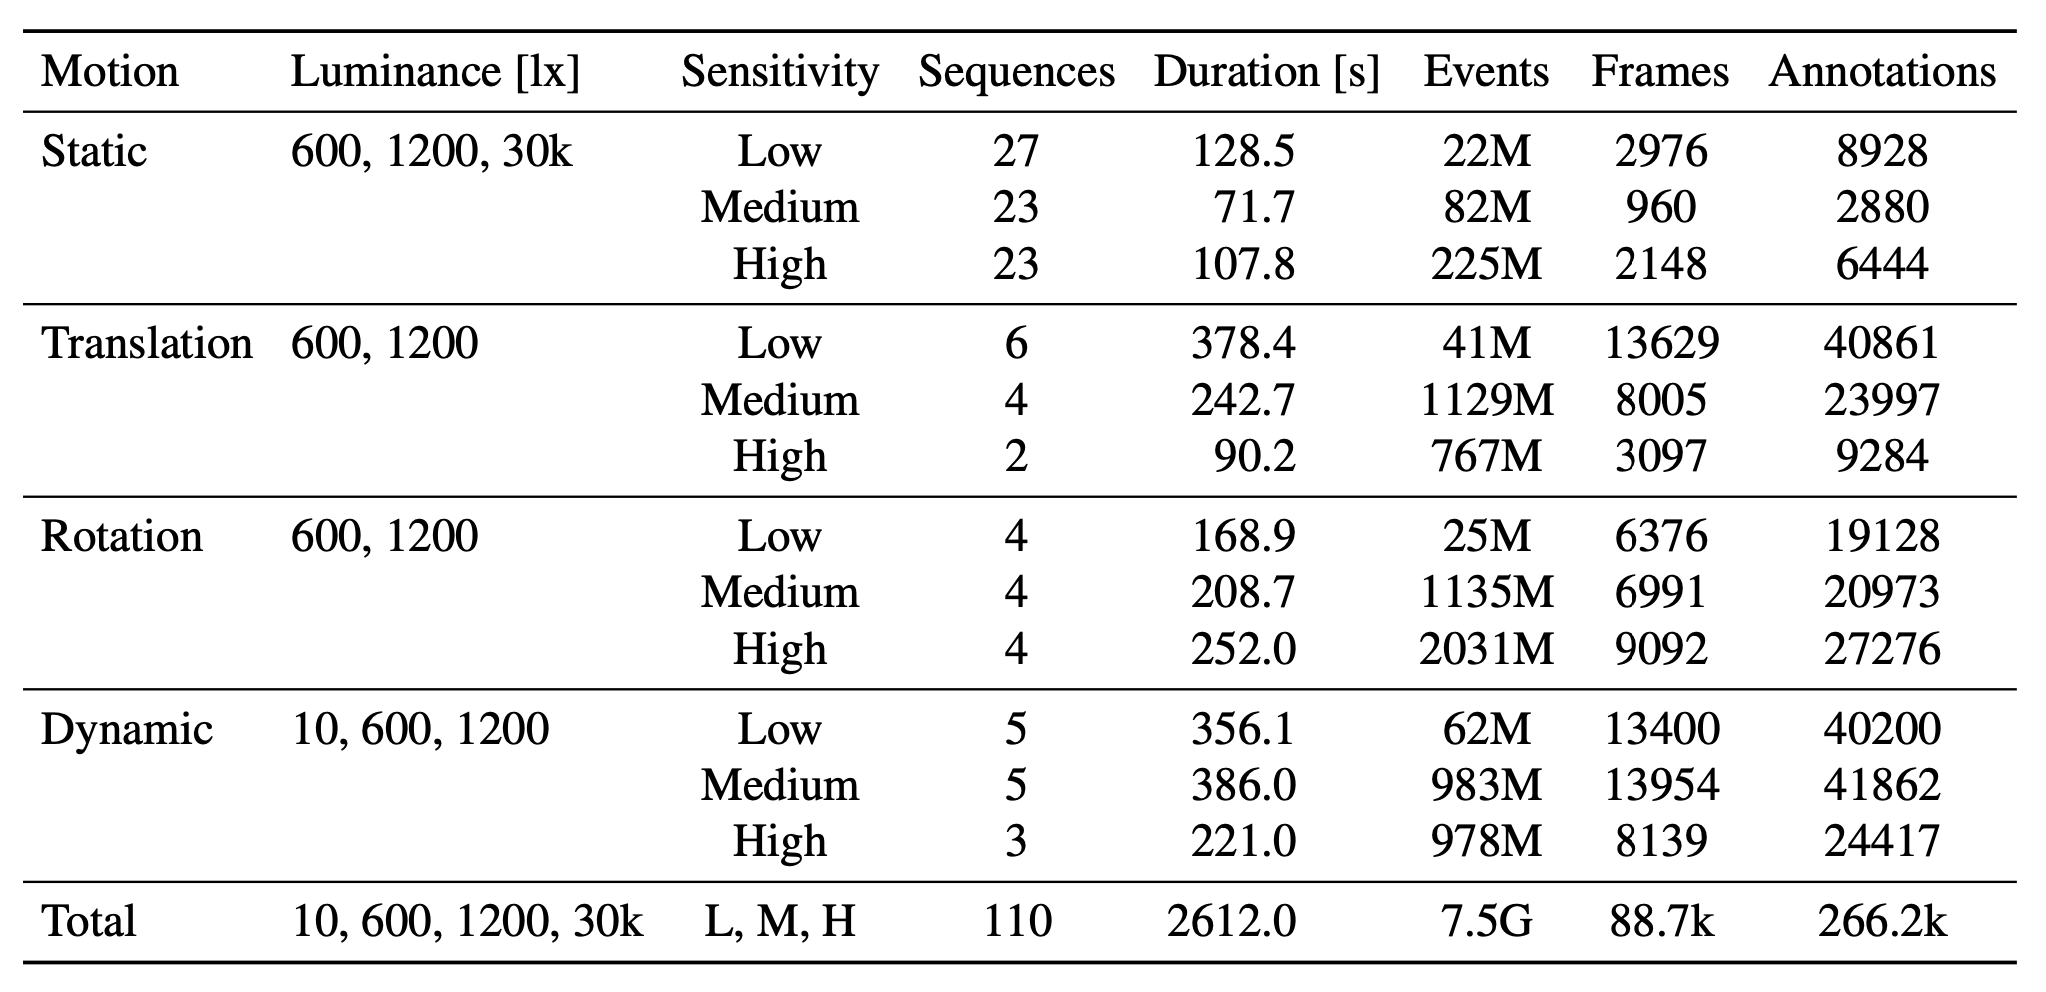 Motion Luminance [lx] Sensitivity Sequences Duration [s] Events Frames Annotations
Static 600, 1200, 30k Low 27 128.5 22M 2976 8928
Medium 23 71.7 82M 960 2880
High 23 107.8 225M 2148 6444
Translation 600, 1200 Low 6 378.4 41M 13629 40861
Medium 4 242.7 1129M 8005 23997
High 2 90.2 767M 3097 9284
Rotation 600, 1200 Low 4 168.9 25M 6376 19128
Medium 4 208.7 1135M 6991 20973
High 4 252.0 2031M 9092 27276
Dynamic 10, 600, 1200 Low 5 356.1 62M 13400 40200
Medium 5 386.0 983M 13954 41862
High 3 221.0 978M 8139 24417
Total 10, 600, 1200, 30k L, M, H 110 2612.0 7.5G 88.7k 266.2k